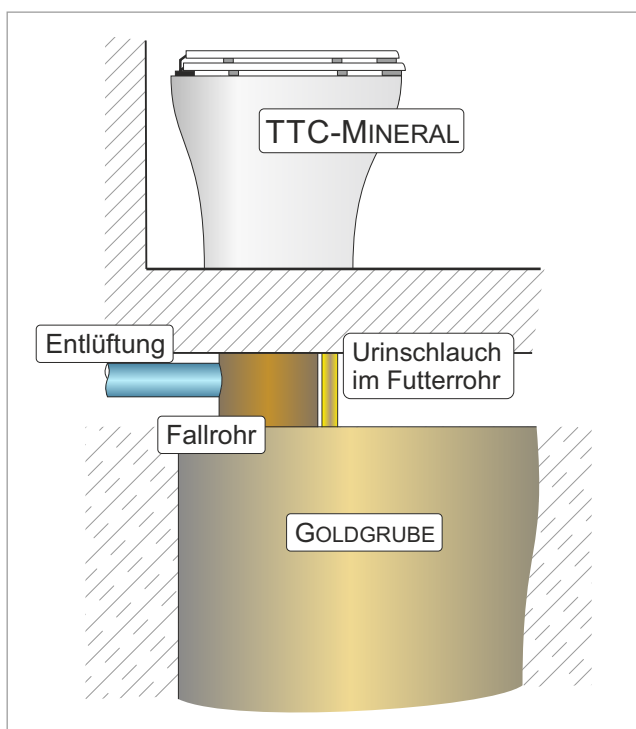 TTC-MINERAL
Entlüftung
Urinschlauch
im Futterrohr
Fallrohr
GOLDGRUBE